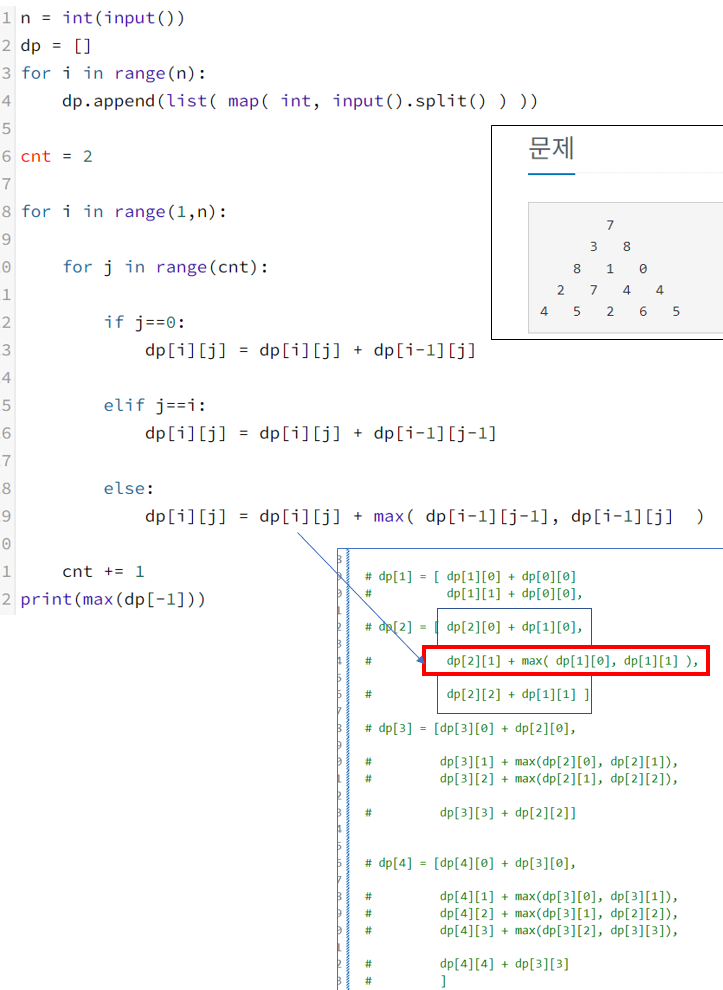 1 n = int(input())
2 dp = []
3 for i in range(n):
4 dp.append(list( map( int, input().split() ) ))
5
6 cnt = 2
7
8 for i in range(1,n):
9
0 for j in range(cnt):
1
2 if j==0:
3 dp[i][j] = dp[i][j] + dp[i-1][j]
4
5 elif j==i:
6 dp[i][j] = dp[i][j] + dp[i-1][j-1]
7
8 else:
9 dp[i][j] = dp[i][j] + max( dp[i-1][j-1], dp[i-1][j] )
0
1 cnt += 1
2 print(max(dp[-1]))
문제
7
3 8
8 1 0
2 7 4 4
4 5 2 6 5
# dp[1] = [ dp[1][0] + dp[0][0]
# dp[1][1] + dp[0][0],
# dp[2] = [ dp[2][0] + dp[1][0],
# dp[2][1] + max( dp[1][0], dp[1][1] ),
# dp[2][2] + dp[1][1] ]
# dp[3] = [dp[3][0] + dp[2][0],
# dp[3][1] + max(dp[2][0], dp[2][1]),
# dp[3][2] + max(dp[2][1], dp[2][2]),
# dp[3][3] + dp[2][2]]
# dp[4] = [dp[4][0] + dp[3][0],
# dp[4][1] + max(dp[3][0], dp[3][1]),
# dp[4][2] + max(dp[3][1], dp[2][2]),
# dp[4][3] + max(dp[3][2], dp[3][3]),
# dp[4][4] + dp[3][3]
# ]